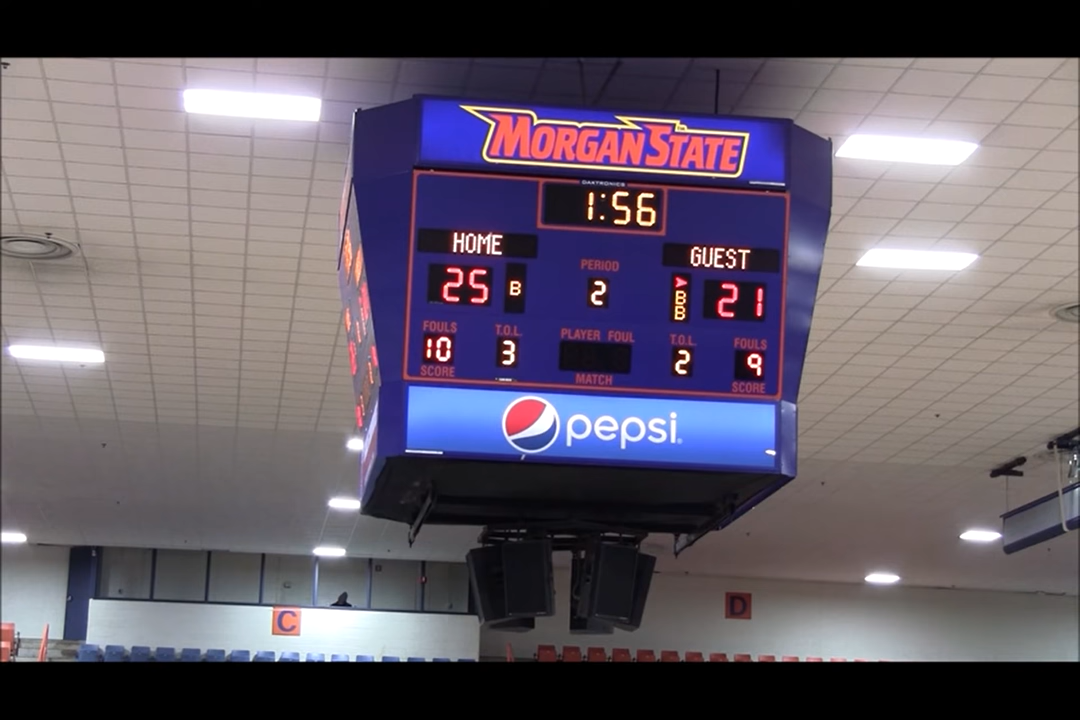 MORGAN STATE
DAKTRONICS
1:56
HOME
GUEST
25 B
PERIOD
2
B
B
21
FOULS
T.O.L.
PLAYER FOUL
T.O.L.
FOULS
10
3
2
9
SCORE
MATCH
SCORE
pepsi
C
D